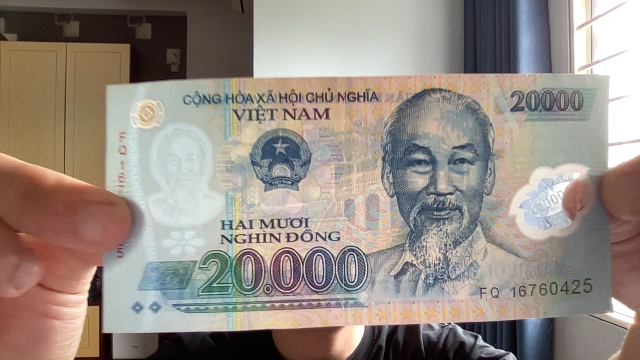 CỘNG HÒA XÃ HỘI CHỦ NGHĨA
VIỆT NAM
20000
HAI MƯƠI
NGHÌN ĐỒNG
20.000
FQ 16760425